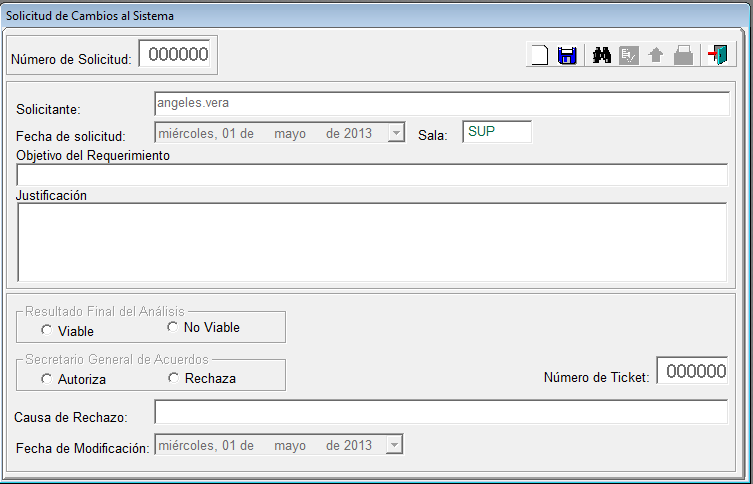 Solicitud de Cambios al Sistema
Número de Solicitud: 000000
Solicitante: angeles.vera
Fecha de solicitud: miércoles, 01 de mayo de 2013 Sala: SUP
Objetivo del Requerimiento
Justificación
Resultado Final del Análisis
Viable No Viable
Secretario General de Acuerdos
Autoriza Rechaza Número de Ticket: 000000
Causa de Rechazo:
Fecha de Modificación: miércoles, 01 de mayo de 2013